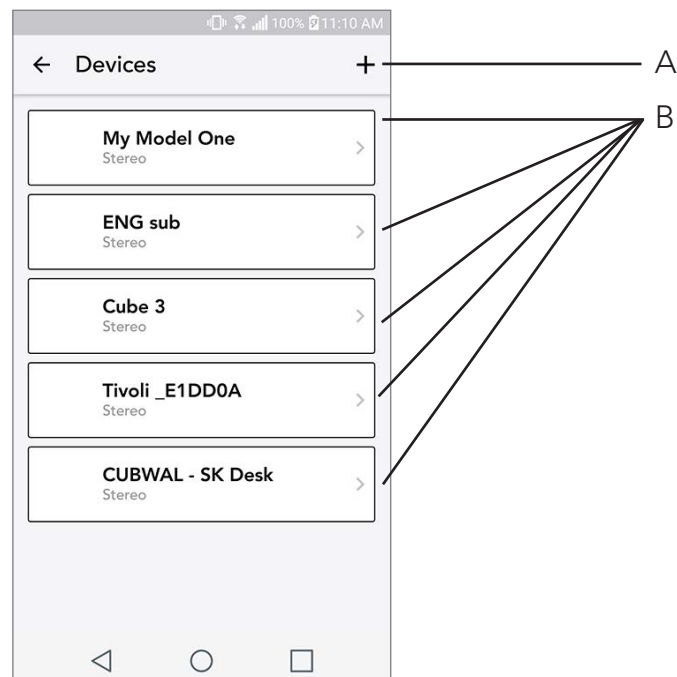 100% 11:10 AM
Devices
A
B
My Model One
Stereo
ENG sub
Stereo
Cube 3
Stereo
Tivoli _E1DD0A
Stereo
CUBWAL - SK Desk
Stereo